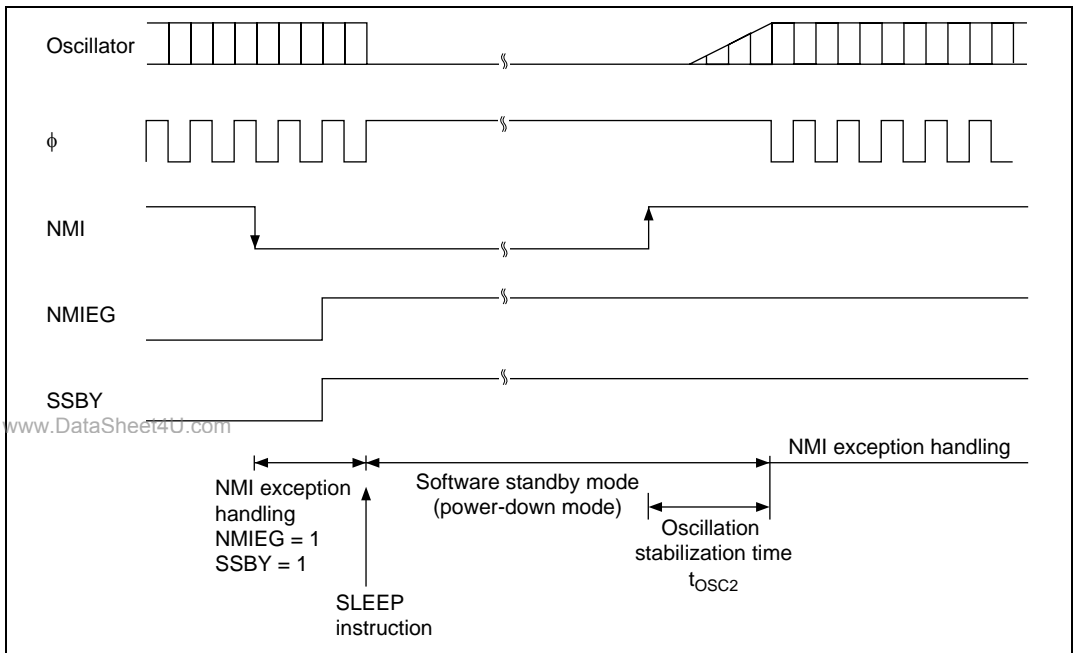 Oscillator
φ
NMI
NMIEG
SSBY
www.DataSheet4U.com
NMI exception handling
NMI exception
handling
NMIEG = 1
SSBY = 1
Software standby mode
(power-down mode)
Oscillation
stabilization time
tOSC2
SLEEP
instruction